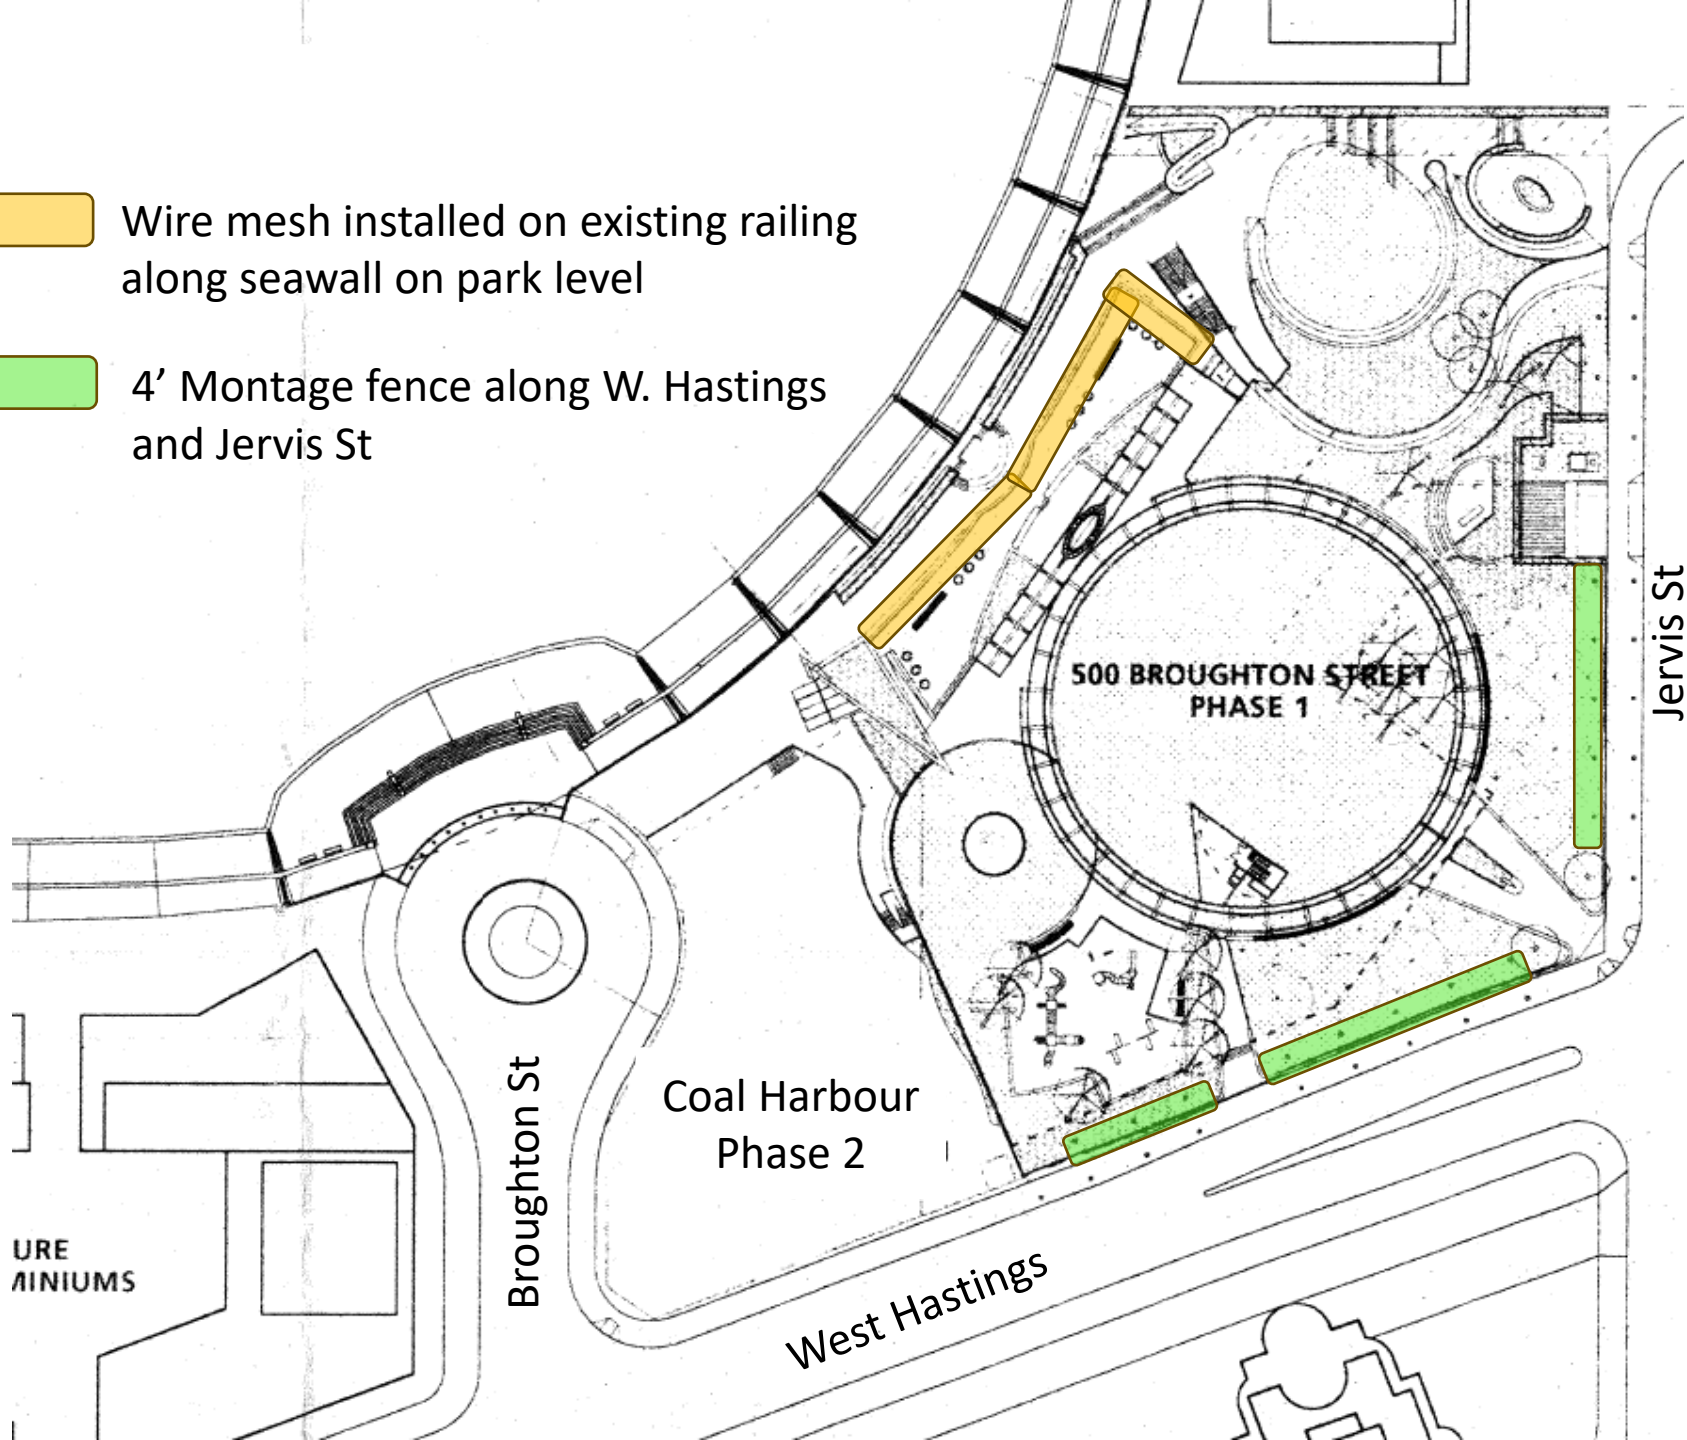 Wire mesh installed on existing railing
along seawall on park level
4’ Montage fence along W. Hastings
and Jervis St
500 BROUGHTON STREET
PHASE 1
Jervis St
Coal Harbour
Phase 2
Broughton St
West Hastings
URE
MINIUMS